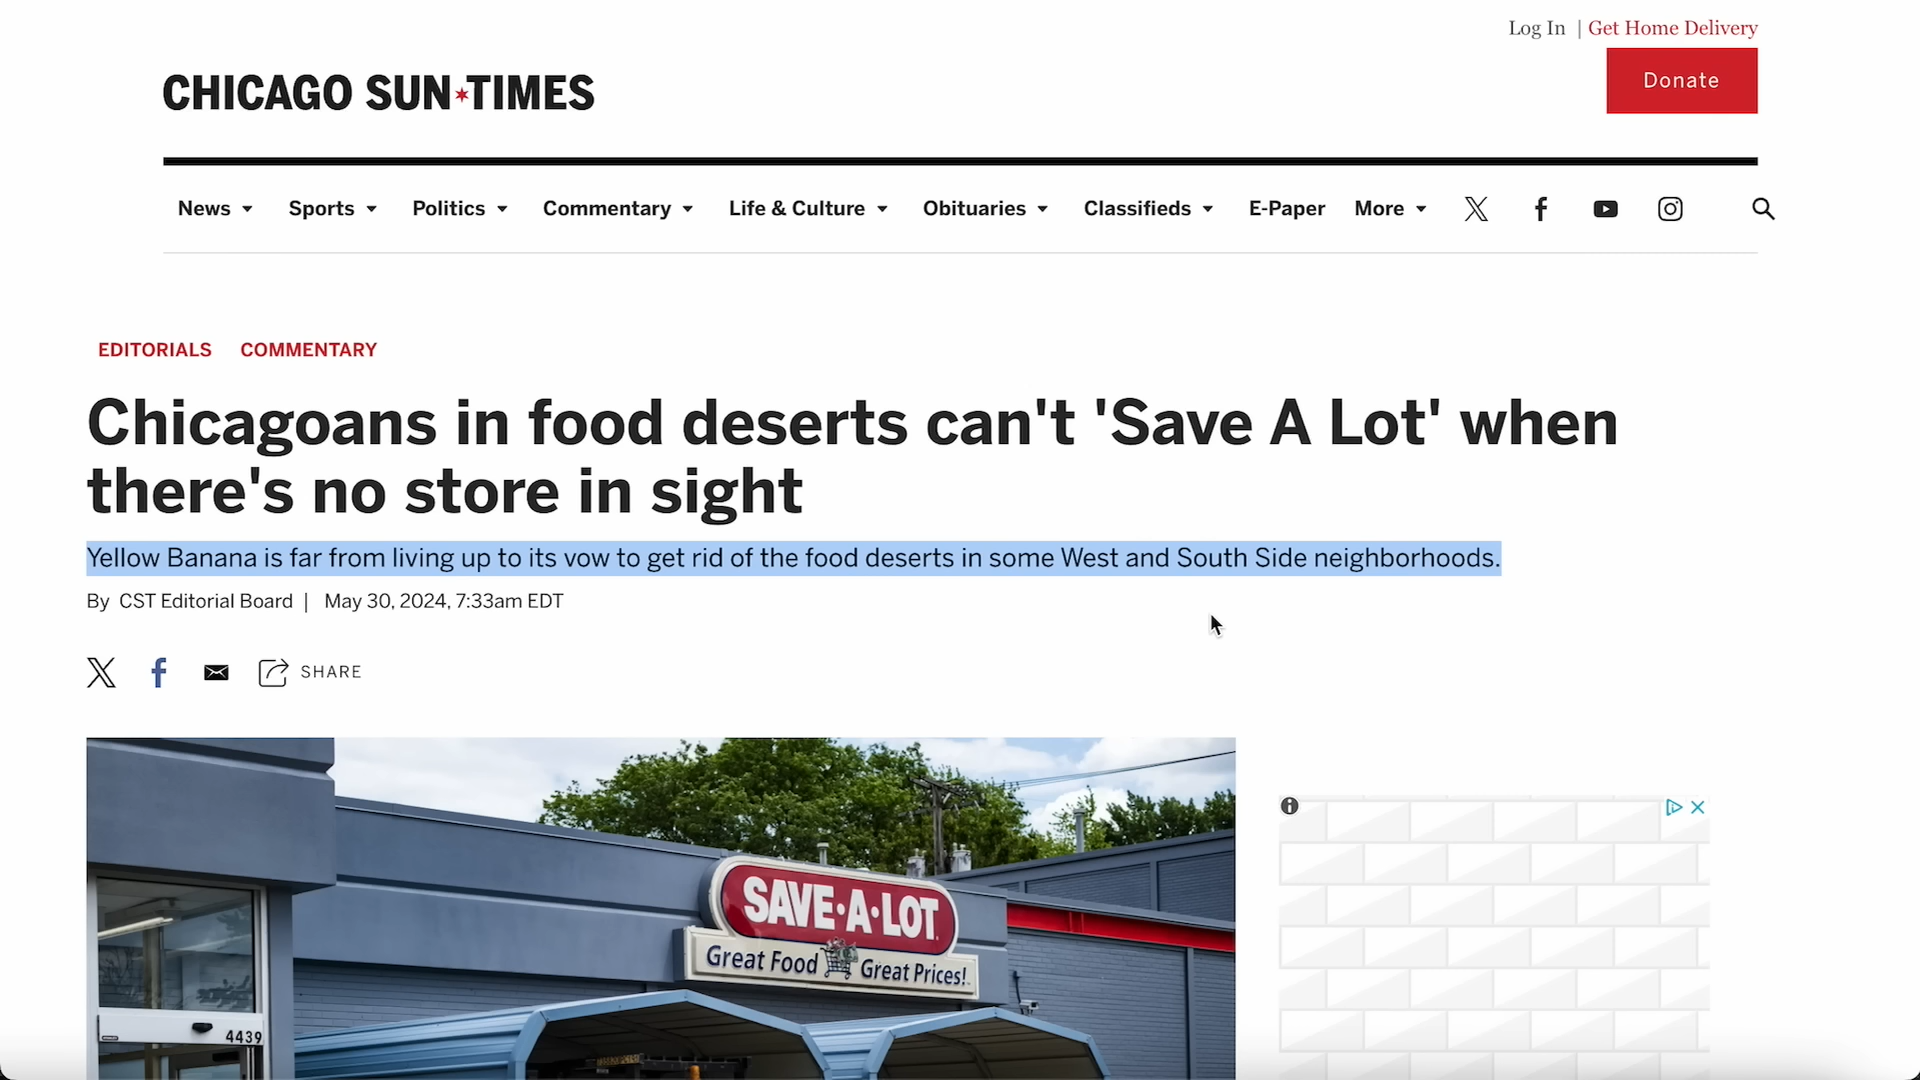 Log In | Get Home Delivery
CHICAGO SUN★TIMES
Donate
News Sports Politics Commentary Life & Culture Obituaries Classifieds E-Paper More
EDITORIALS COMMENTARY
Chicagoans in food deserts can't 'Save A Lot' when
there's no store in sight
Yellow Banana is far from living up to its vow to get rid of the food deserts in some West and South Side neighborhoods.
By CST Editorial Board | May 30, 2024, 7:33am EDT
SHARE
SAVE·A·LOT
Great Food Great Prices!
4439